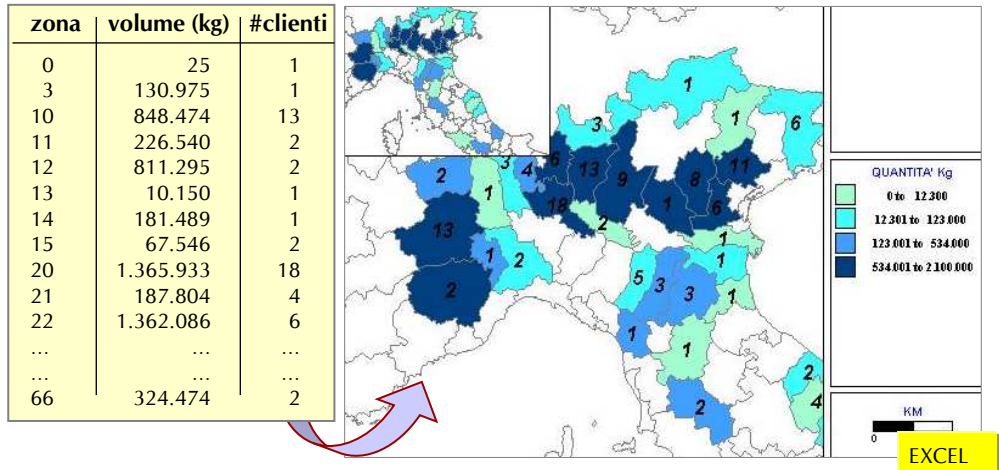 zona volume (kg) #clienti
0 25 1
3 130.975 1
10 848.474 13
11 226.540 2
12 811.295 2
13 10.150 1
14 181.489 1
15 67.546 2
20 1.365.933 18
21 187.804 4
22 1.362.086 6
... ... ...
... ... ...
66 324.474 2
1
1
6
3
3
6
13
9
8
11
2
1
4
18
1
6
2
13
1
1
2
5
3
3
1
2
1
1
1
2
4
2
QUANTITA' Kg
0 to 12.300
12.301 to 123.000
123.001 to 534.000
534.001 to 2.100.000
KM
0
EXCEL